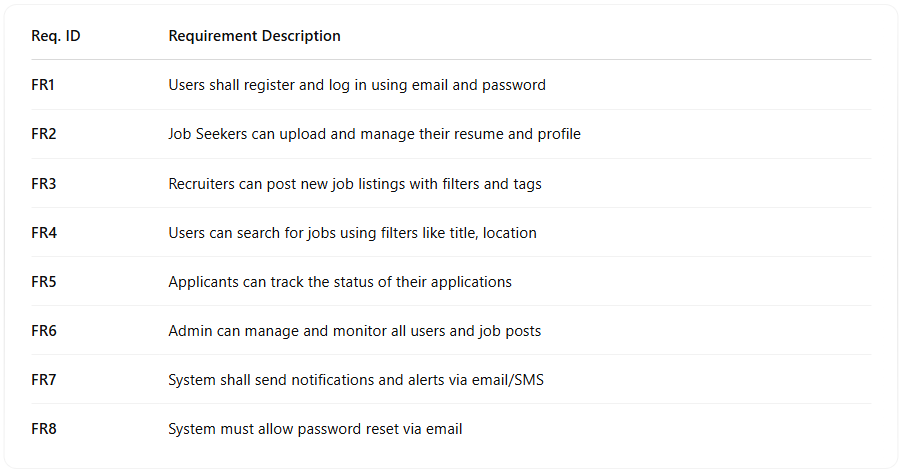 Req. ID Requirement Description
FR1 Users shall register and log in using email and password
FR2 Job Seekers can upload and manage their resume and profile
FR3 Recruiters can post new job listings with filters and tags
FR4 Users can search for jobs using filters like title, location
FR5 Applicants can track the status of their applications
FR6 Admin can manage and monitor all users and job posts
FR7 System shall send notifications and alerts via email/SMS
FR8 System must allow password reset via email